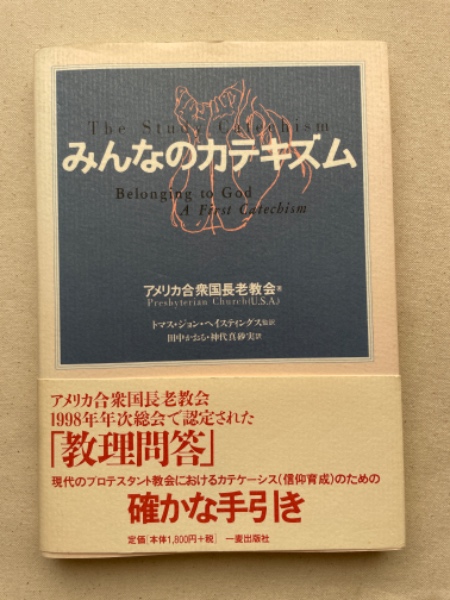 The Study Catechism
みんなのカテキズム
Belonging to God
A First Catechism
アメリカ合衆国長老教会著
Presbyterian Church(U.S.A.)
トマス・ジョン・ヘイスティングス監訳
田中かおる・神代真砂実訳
アメリカ合衆国長老教会
1998年年次総会で認定された
「教理問答」
現代のプロテスタント教会におけるカテケーシス(信仰育成)のための
確かな手引き
定価[本体1,800円+税] 一麦出版社